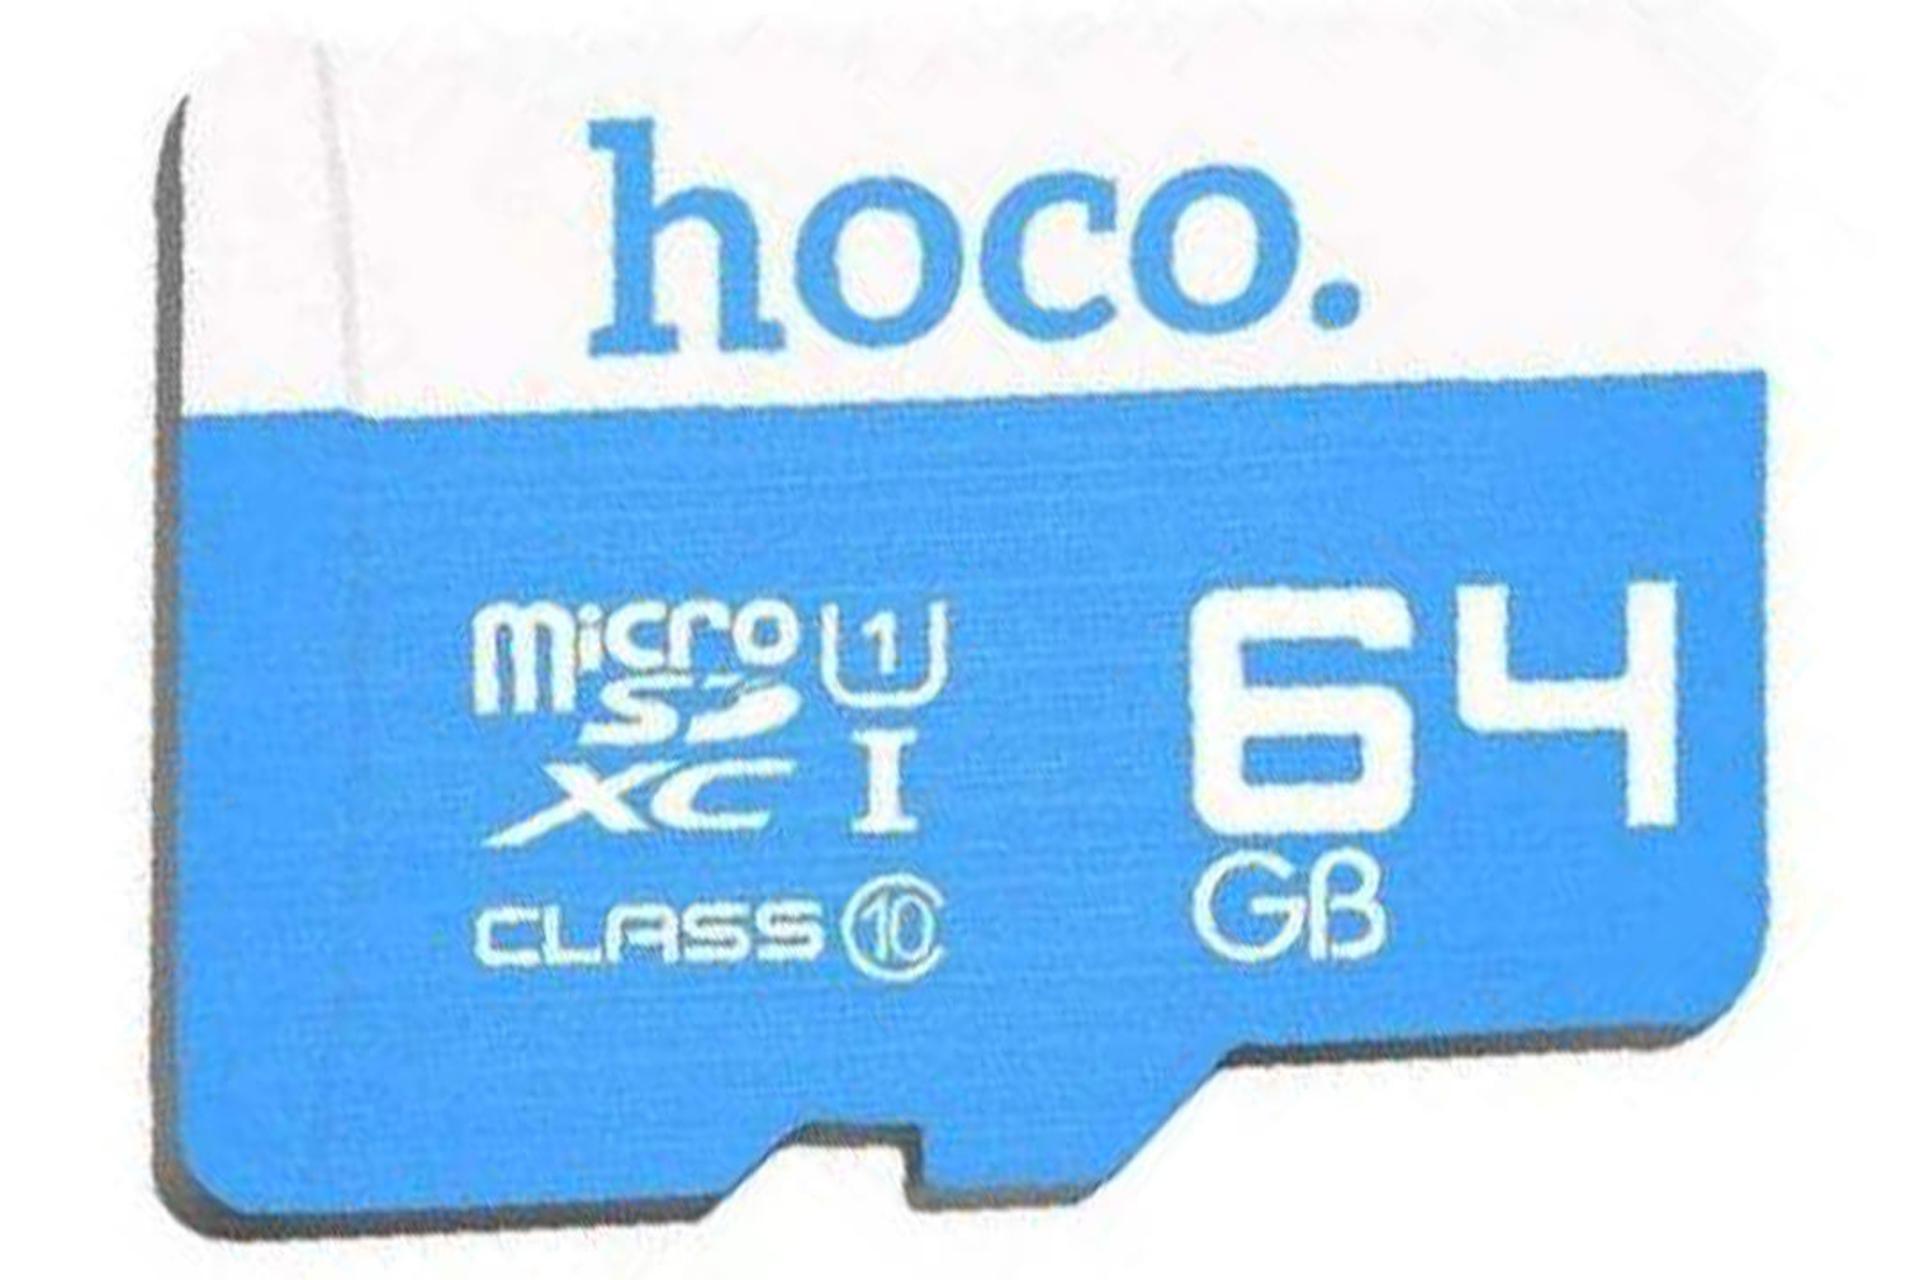 hoco.
micro
SD
XC
U1
I
CLASS 10
64
GB